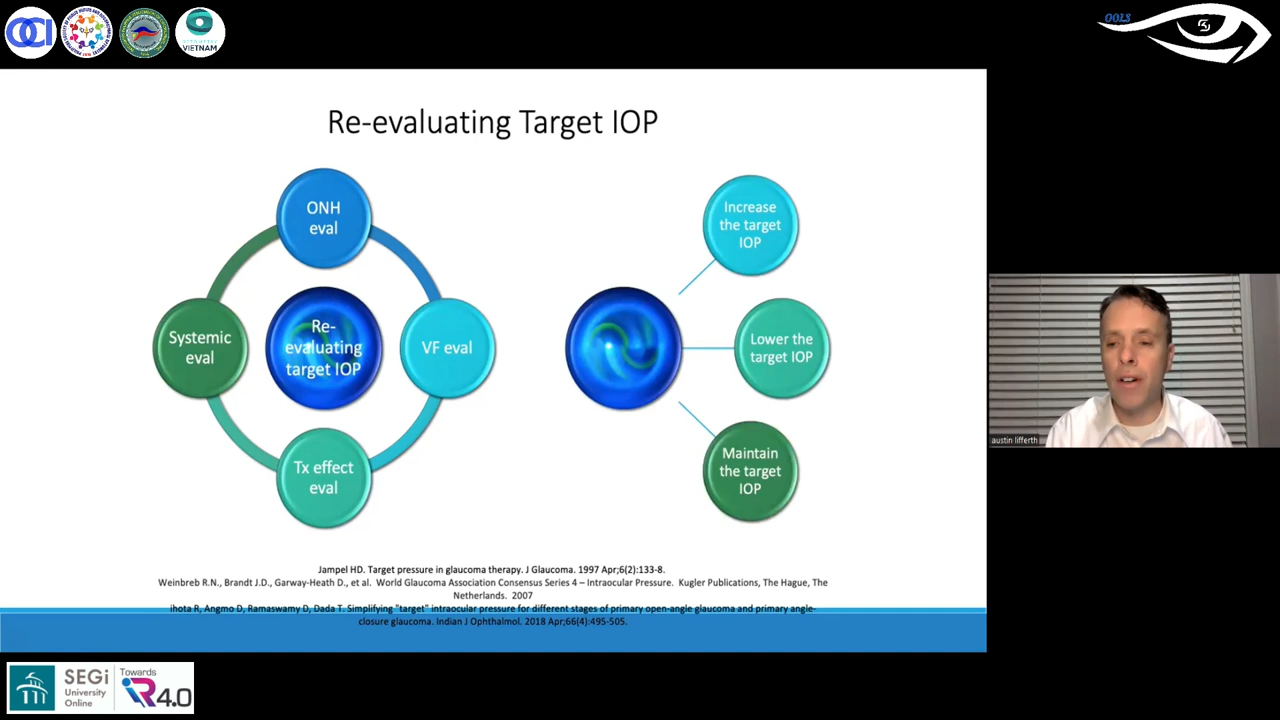 OCI
OPTOMETRY
VIETNAM
OOLS
Re-evaluating Target IOP
ONH
eval
Systemic
eval
Re-
evaluating
target IOP
VF eval
Tx effect
eval
Increase
the target
IOP
Lower the
target IOP
Maintain
the target
IOP
Jampel HD. Target pressure in glaucoma therapy. J Glaucoma. 1997 Apr;6(2):133-8.
Weinbreb R.N., Brandt J.D., Garway-Heath D., et al. World Glaucoma Association Consensus Series 4 – Intraocular Pressure. Kugler Publications, The Hague, The
Netherlands. 2007
ihota R, Angmo D, Ramaswamy D, Dada T. Simplifying "target" intraocular pressure for different stages of primary open-angle glaucoma and primary angle-
closure glaucoma. Indian J Ophthalmol. 2018 Apr;66(4):495-505.
austin lifferth
SEGi
University
Online
Towards
iR4.0